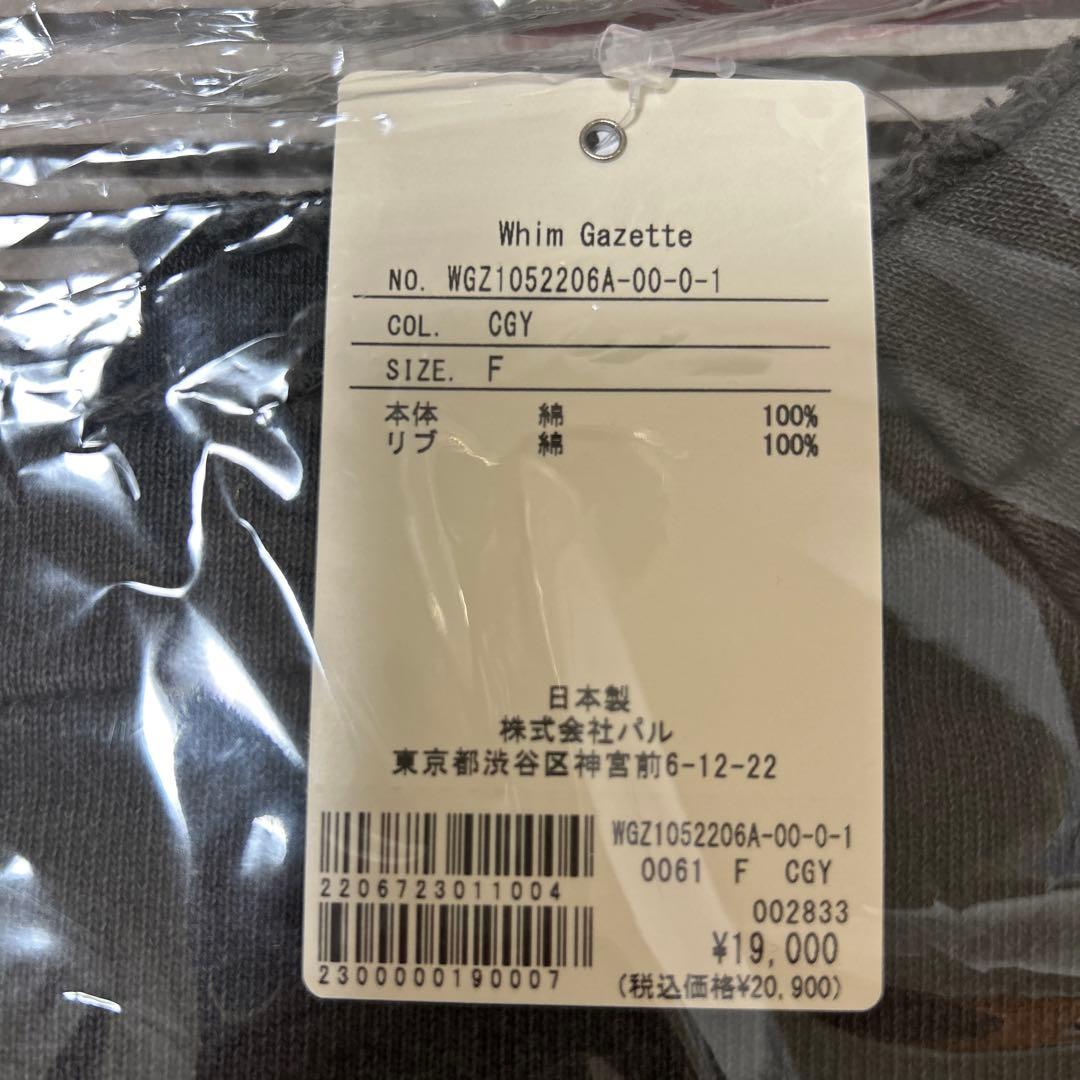 Whim Gazette
NO. WGZ1052206A-00-0-1
COL. CGY
SIZE. F
本体 綿 100%
リブ 綿 100%
日本製
株式会社パル
東京都渋谷区神宮前6-12-22
2206723011004
2300000190007
WGZ1052206A-00-0-1
0061 F CGY
002833
¥19,000
(税込価格¥20,900)